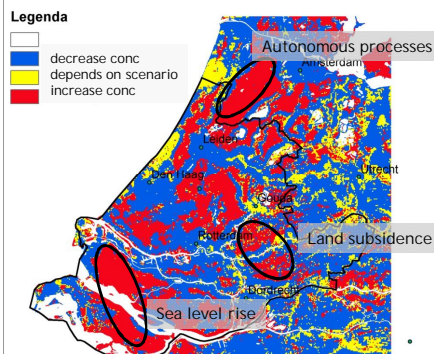 Legenda
decrease conc
depends on scenario
increase conc
Autonomous processes
Amsterdam
Leiden
Utrecht
Den Haag
Gouda
Rotterdam
Land subsidence
Dordrecht
Sea level rise